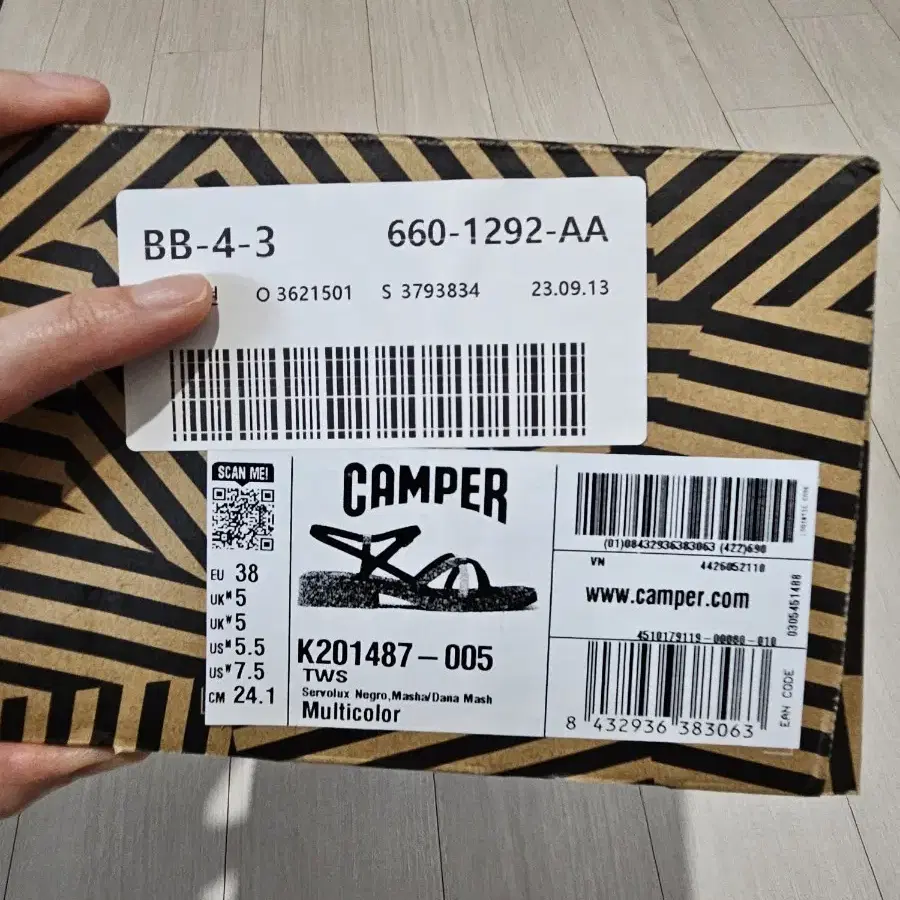 BB-4-3 660-1292-AA
O 3621501 S 3793834 23.09.13
SCAN ME!
EU 38
UK M 5
UK W 5
US M 5.5
US W 7.5
CM 24.1
CAMPER
K201487-005
TWS
Servolux Negro,Masha/Dana Mash
Multicolor
(01)08432936383063 (422)690
VN 4426052110
www.camper.com
4510179119-00060-010
8 432936 383063
EAN CODE
0305451408